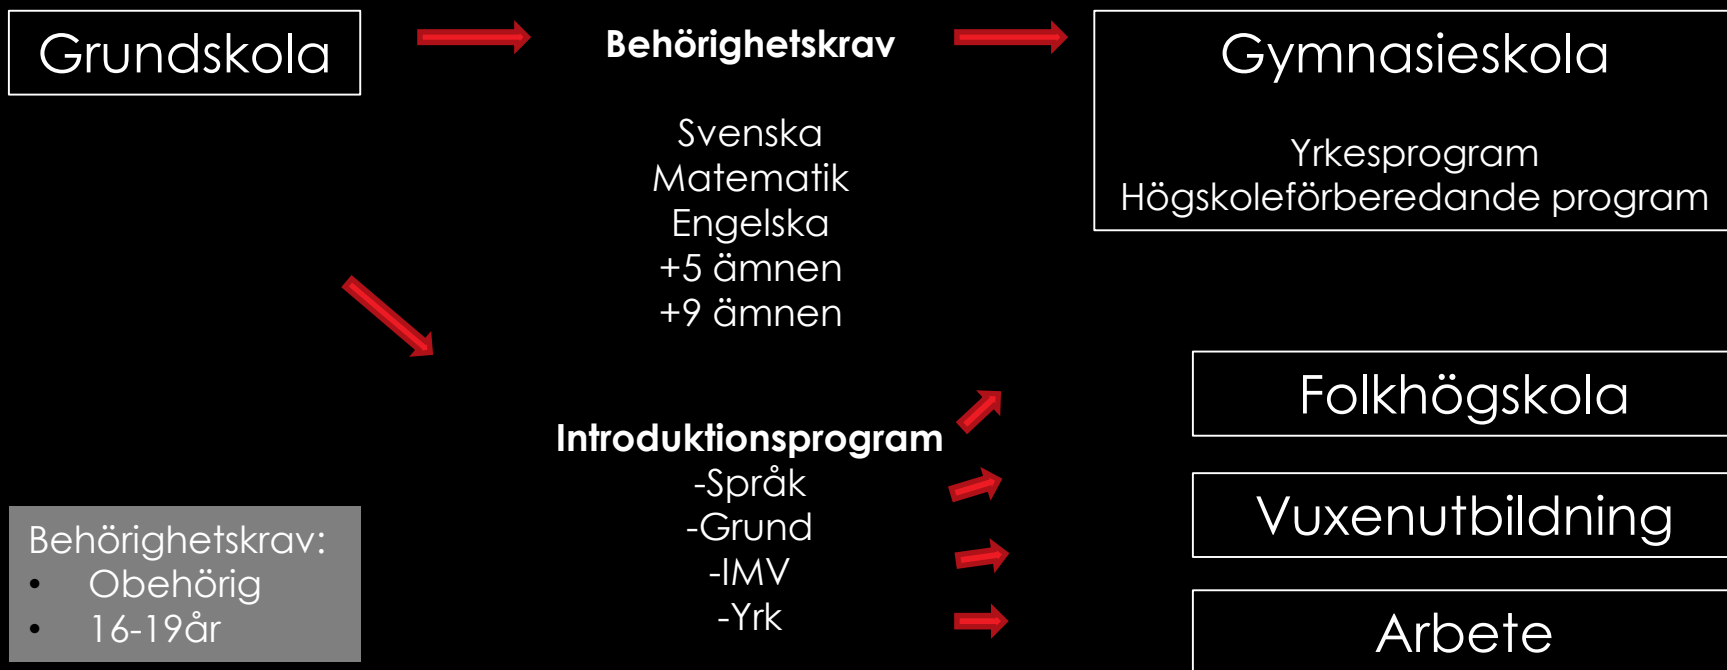 Grundskola
Behörighetskrav
Svenska
Matematik
Engelska
+5 ämnen
+9 ämnen
Gymnasieskola
Yrkesprogram
Högskoleförberedande program
Introduktionsprogram
-Språk
-Grund
-IMV
-Yrk
Folkhögskola
Vuxenutbildning
Arbete
Behörighetskrav:
• Obehörig
• 16-19år